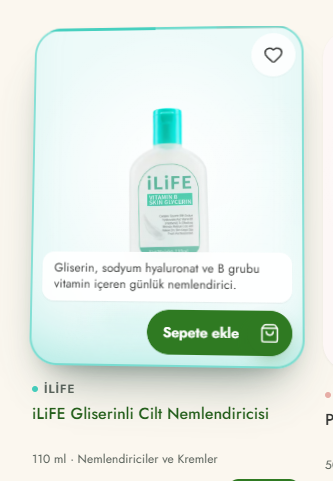 iLiFE
VITAMIN B
SKIN GLYCERIN
Gliserin, sodyum hyaluronat ve B grubu
vitamin içeren günlük nemlendirici.
Sepete ekle
İLİFE
iLiFE Gliserinli Cilt Nemlendiricisi
110 ml · Nemlendiriciler ve Kremler
P
50